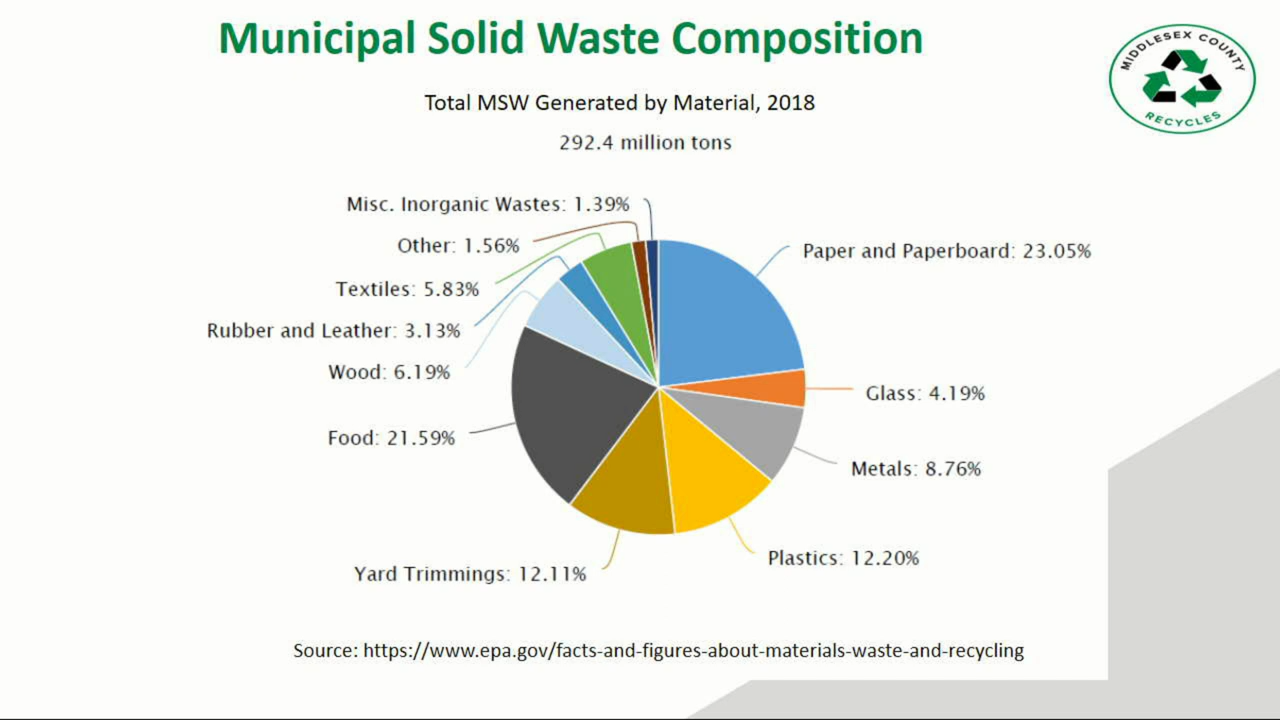 Municipal Solid Waste Composition
MIDDLESEX COUNTY
RECYCLES
Total MSW Generated by Material, 2018
292.4 million tons
Misc. Inorganic Wastes: 1.39%
Other: 1.56%
Paper and Paperboard: 23.05%
Textiles: 5.83%
Rubber and Leather: 3.13%
Wood: 6.19%
Glass: 4.19%
Food: 21.59%
Metals: 8.76%
Plastics: 12.20%
Yard Trimmings: 12.11%
Source: https://www.epa.gov/facts-and-figures-about-materials-waste-and-recycling